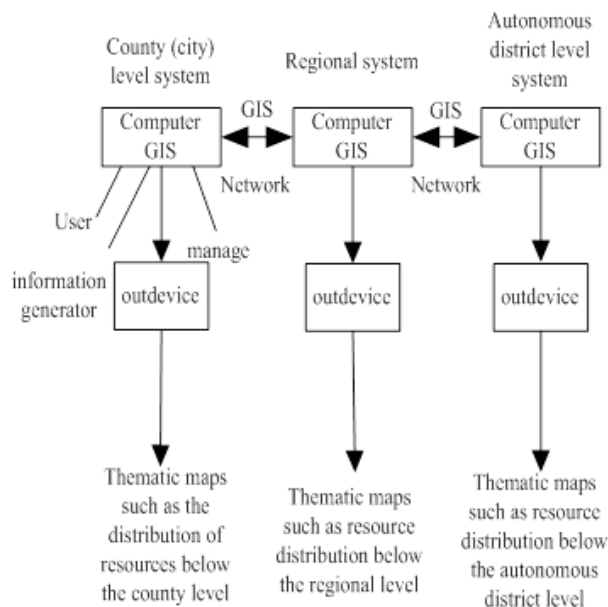 County (city)
level system
Regional system
Autonomous
district level
system
Computer
GIS
GIS
Network
Computer
GIS
GIS
Network
Computer
GIS
User
information
generator
manage
outdevice
outdevice
outdevice
Thematic maps
such as the
distribution of
resources below
the county level
Thematic maps
such as resource
distribution below
the regional level
Thematic maps
such as resource
distribution below
the autonomous
district level